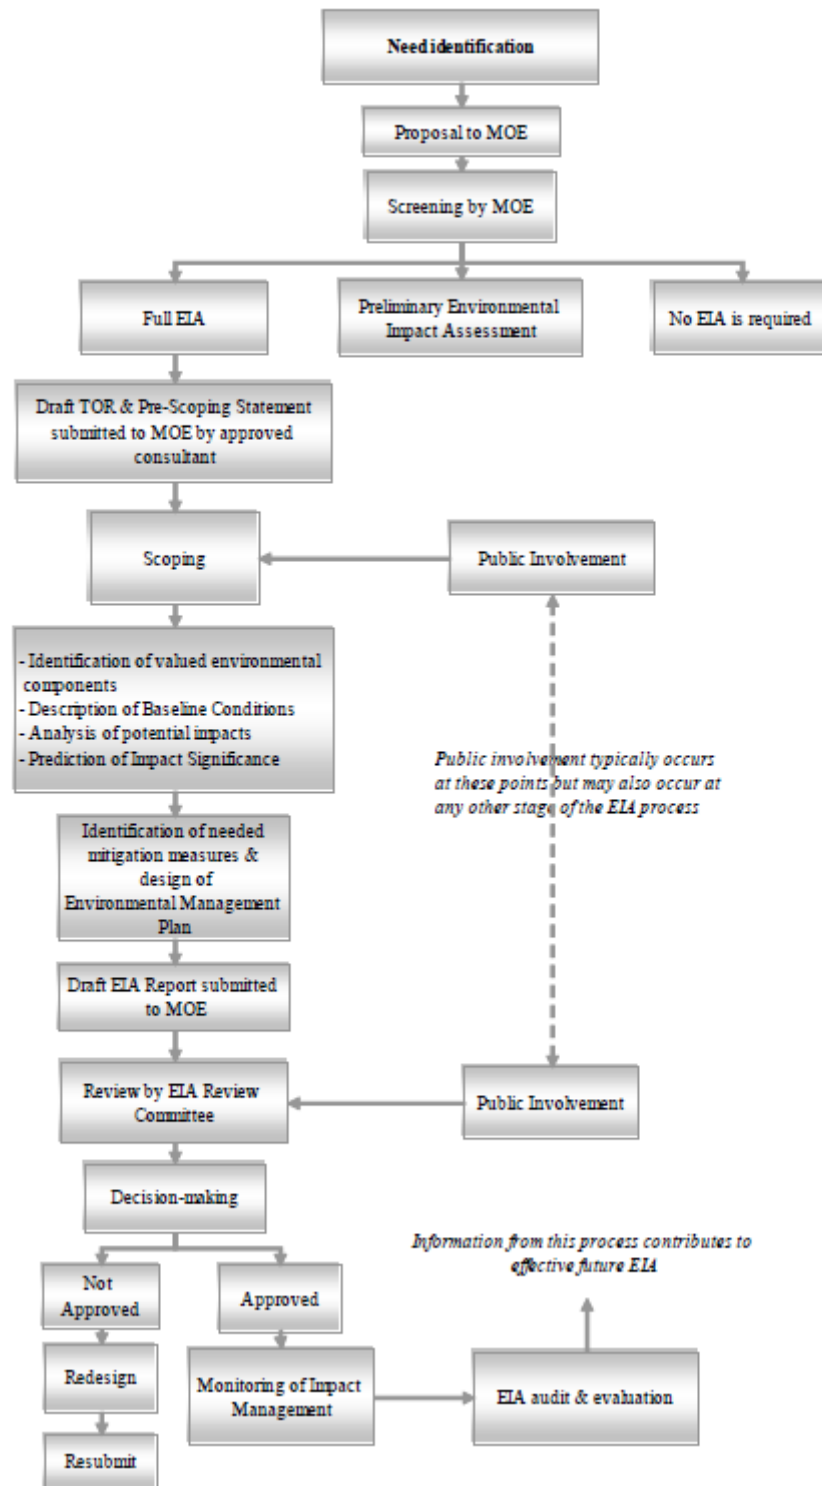 Need identification
Proposal to MOE
Screening by MOE
Full EIA
Preliminary Environmental
Impact Assessment
No EIA is required
Draft TOR & Pre-Scoping Statement
submitted to MOE by approved
consultant
Scoping
Public Involvement
- Identification of valued environmental
components
- Description of Baseline Conditions
- Analysis of potential impacts
- Prediction of Impact Significance
Public involvement typically occurs
at these points but may also occur at
any other stage of the EIA process
Identification of needed
mitigation measures &
design of
Environmental Management
Plan
Draft EIA Report submitted
to MOE
Review by EIA Review
Committee
Public Involvement
Decision-making
Information from this process contributes to
effective future EIA
Not
Approved
Approved
Redesign
Monitoring of Impact
Management
EIA audit & evaluation
Resubmit